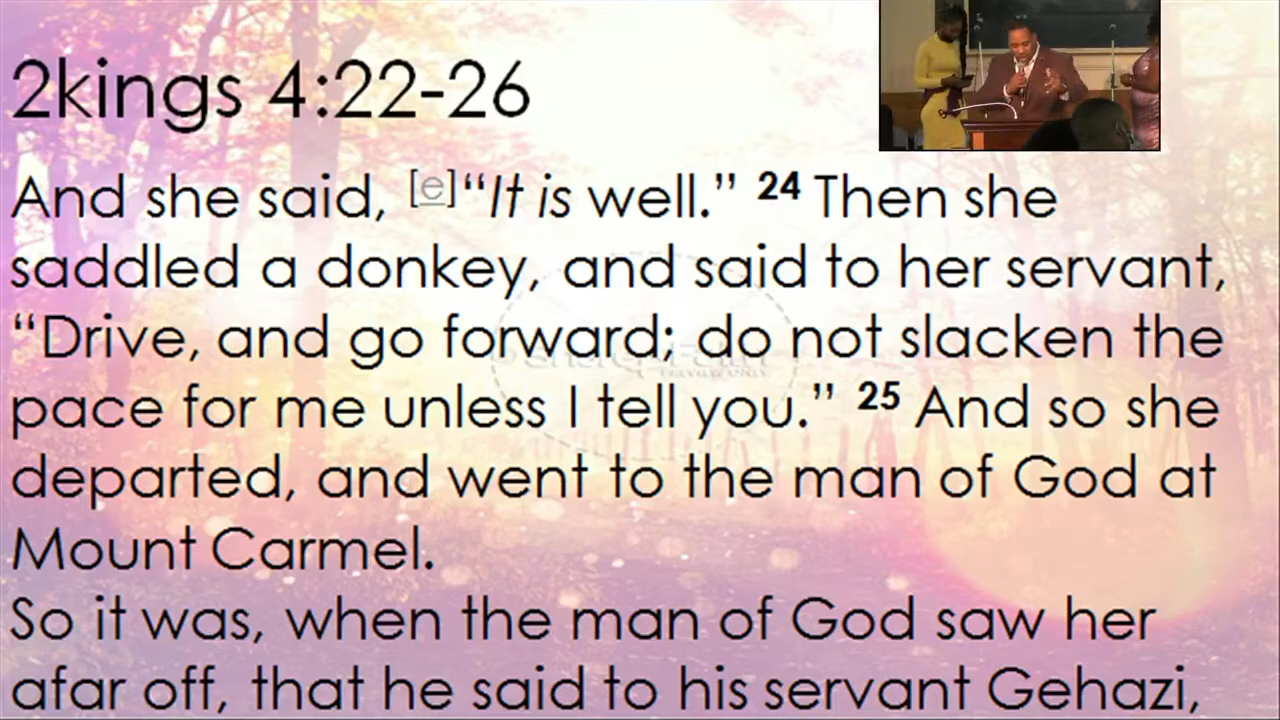 2kings 4:22-26
And she said, [e]“It is well.” 24 Then she
saddled a donkey, and said to her servant,
“Drive, and go forward; do not slacken the
pace for me unless I tell you.” 25 And so she
departed, and went to the man of God at
Mount Carmel.
So it was, when the man of God saw her
afar off, that he said to his servant Gehazi,